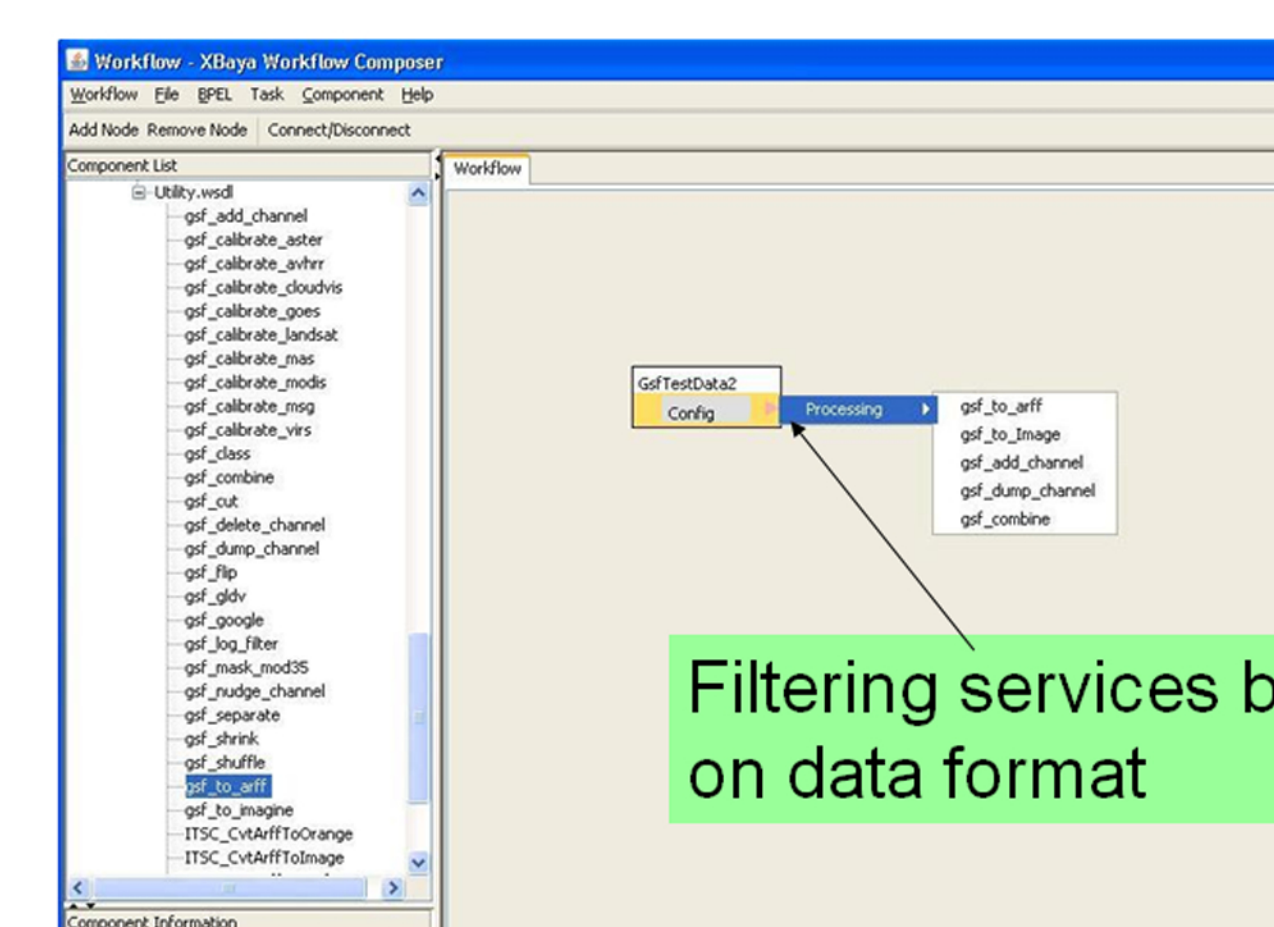 Workflow - XBaya Workflow Composer
Workflow File BPEL Task Component Help
Add Node Remove Node Connect/Disconnect
Component List
Utility.wsdl
gsf_add_channel
gsf_calibrate_aster
gsf_calibrate_avhrr
gsf_calibrate_cloudvis
gsf_calibrate_goes
gsf_calibrate_landsat
gsf_calibrate_mas
gsf_calibrate_modis
gsf_calibrate_msg
gsf_calibrate_virs
gsf_class
gsf_combine
gsf_cut
gsf_delete_channel
gsf_dump_channel
gsf_flip
gsf_gldv
gsf_google
gsf_log_filter
gsf_mask_mod35
gsf_nudge_channel
gsf_separate
gsf_shrink
gsf_shuffle
gsf_to_arff
gsf_to_imagine
ITSC_CvtArffToOrange
ITSC_CvtArffToImage
Component Information
Workflow
GsfTestData2
Config
Processing
gsf_to_arff
gsf_to_Image
gsf_add_channel
gsf_dump_channel
gsf_combine
Filtering services b
on data format